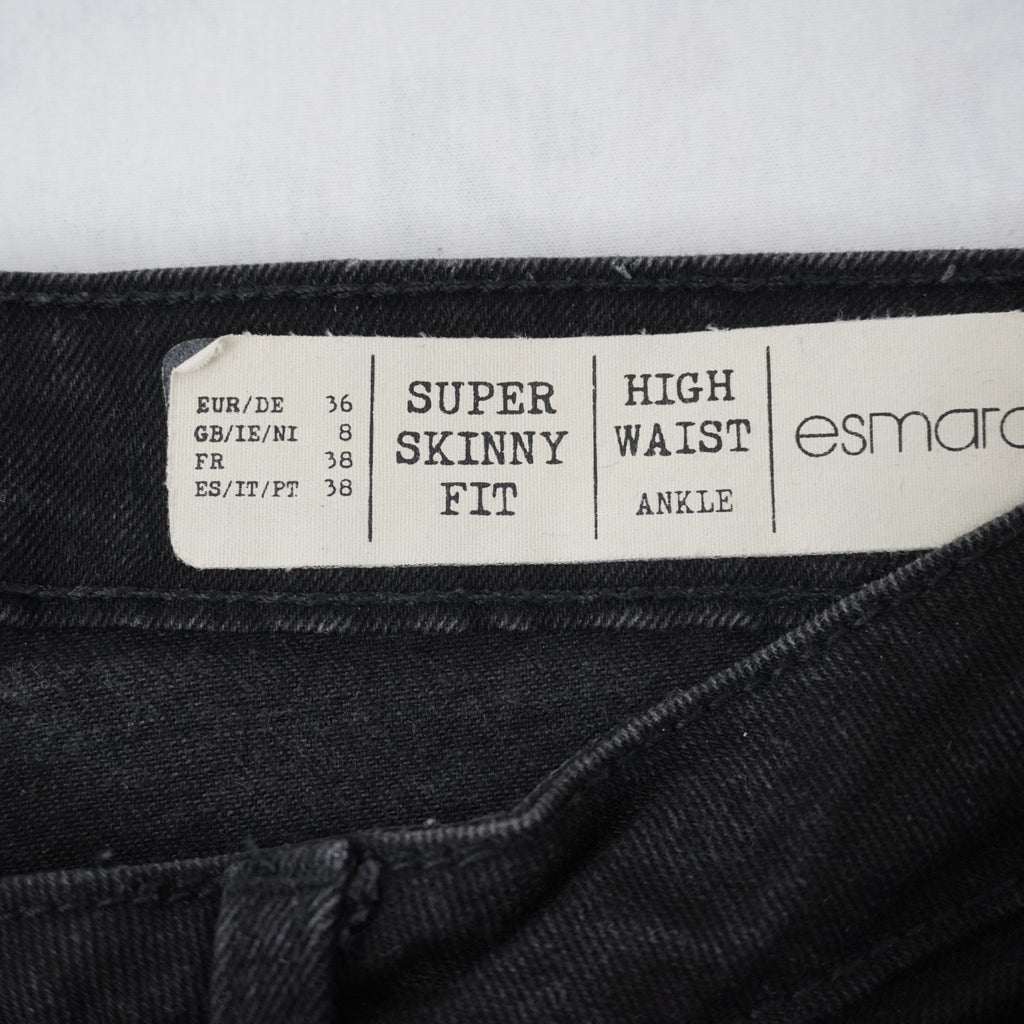 EUR/DE 36
GB/IE/NI 8
FR 38
ES/IT/PT 38
SUPER
SKINNY
FIT
HIGH
WAIST
ANKLE
esmara